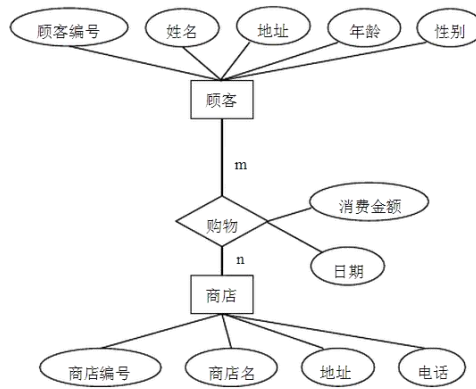 顾客编号 姓名 地址 年龄 性别
顾客
m
消费金额
购物
n
日期
商店
商店编号 商店名 地址 电话